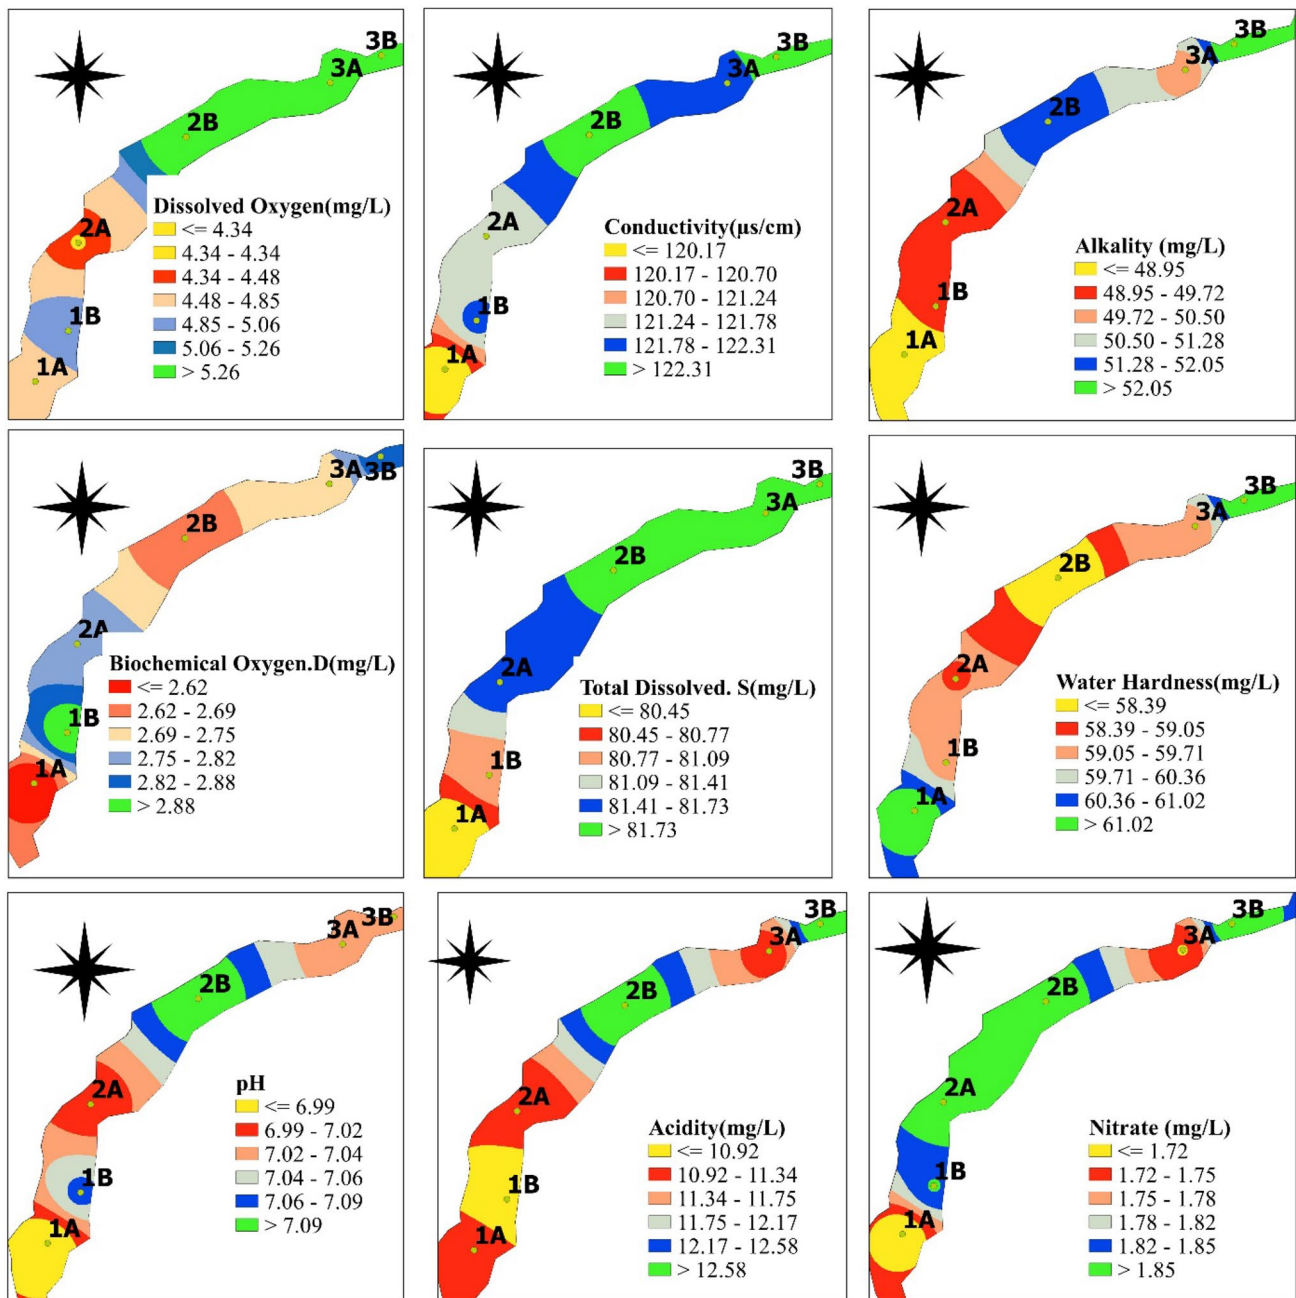 3B
3A
2B
Dissolved Oxygen(mg/L)
<= 4.34
4.34 - 4.34
4.34 - 4.48
4.48 - 4.85
4.85 - 5.06
5.06 - 5.26
> 5.26
2A
1B
1A
3B
3A
2B
2A
Conductivity(µs/cm)
<= 120.17
120.17 - 120.70
120.70 - 121.24
121.24 - 121.78
121.78 - 122.31
> 122.31
1B
1A
3B
3A
2B
2A
Alkality (mg/L)
<= 48.95
48.95 - 49.72
49.72 - 50.50
50.50 - 51.28
51.28 - 52.05
> 52.05
1B
1A
3A
3B
2B
2A
Biochemical Oxygen.D(mg/L)
<= 2.62
2.62 - 2.69
2.69 - 2.75
2.75 - 2.82
2.82 - 2.88
> 2.88
1B
1A
3B
3A
2B
2A
Total Dissolved. S(mg/L)
<= 80.45
80.45 - 80.77
80.77 - 81.09
81.09 - 81.41
81.41 - 81.73
> 81.73
1B
1A
3B
3A
2B
2A
Water Hardness(mg/L)
<= 58.39
58.39 - 59.05
59.05 - 59.71
59.71 - 60.36
60.36 - 61.02
> 61.02
1B
1A
3B
3A
2B
2A
pH
<= 6.99
6.99 - 7.02
7.02 - 7.04
7.04 - 7.06
7.06 - 7.09
> 7.09
1B
1A
3B
3A
2B
2A
Acidity(mg/L)
<= 10.92
10.92 - 11.34
11.34 - 11.75
11.75 - 12.17
12.17 - 12.58
> 12.58
1B
1A
3B
3A
2B
2A
Nitrate (mg/L)
<= 1.72
1.72 - 1.75
1.75 - 1.78
1.78 - 1.82
1.82 - 1.85
> 1.85
1B
1A